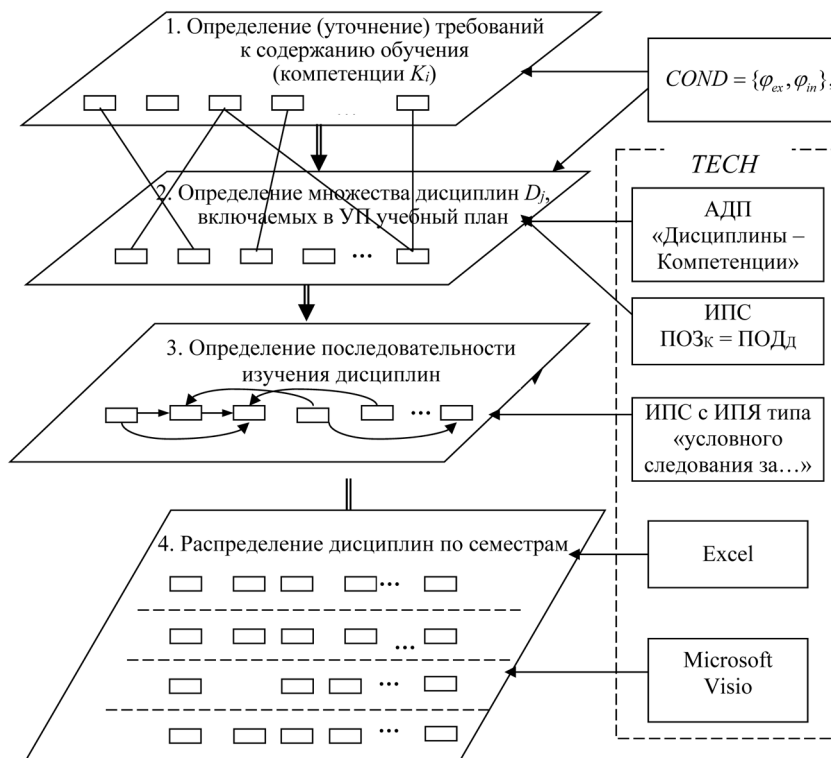 1. Определение (уточнение) требований
к содержанию обучения
(компетенции Ki)
...
COND = {φex, φin},
TECH
2. Определение множества дисциплин Dj,
включаемых в УП учебный план
...
АДП
«Дисциплины –
Компетенции»
ИПС
ПОЗК = ПОДД
3. Определение последовательности
изучения дисциплин
...
ИПС с ИПЯ типа
«условного
следования за…»
4. Распределение дисциплин по семестрам
...
...
...
...
Excel
Microsoft
Visio